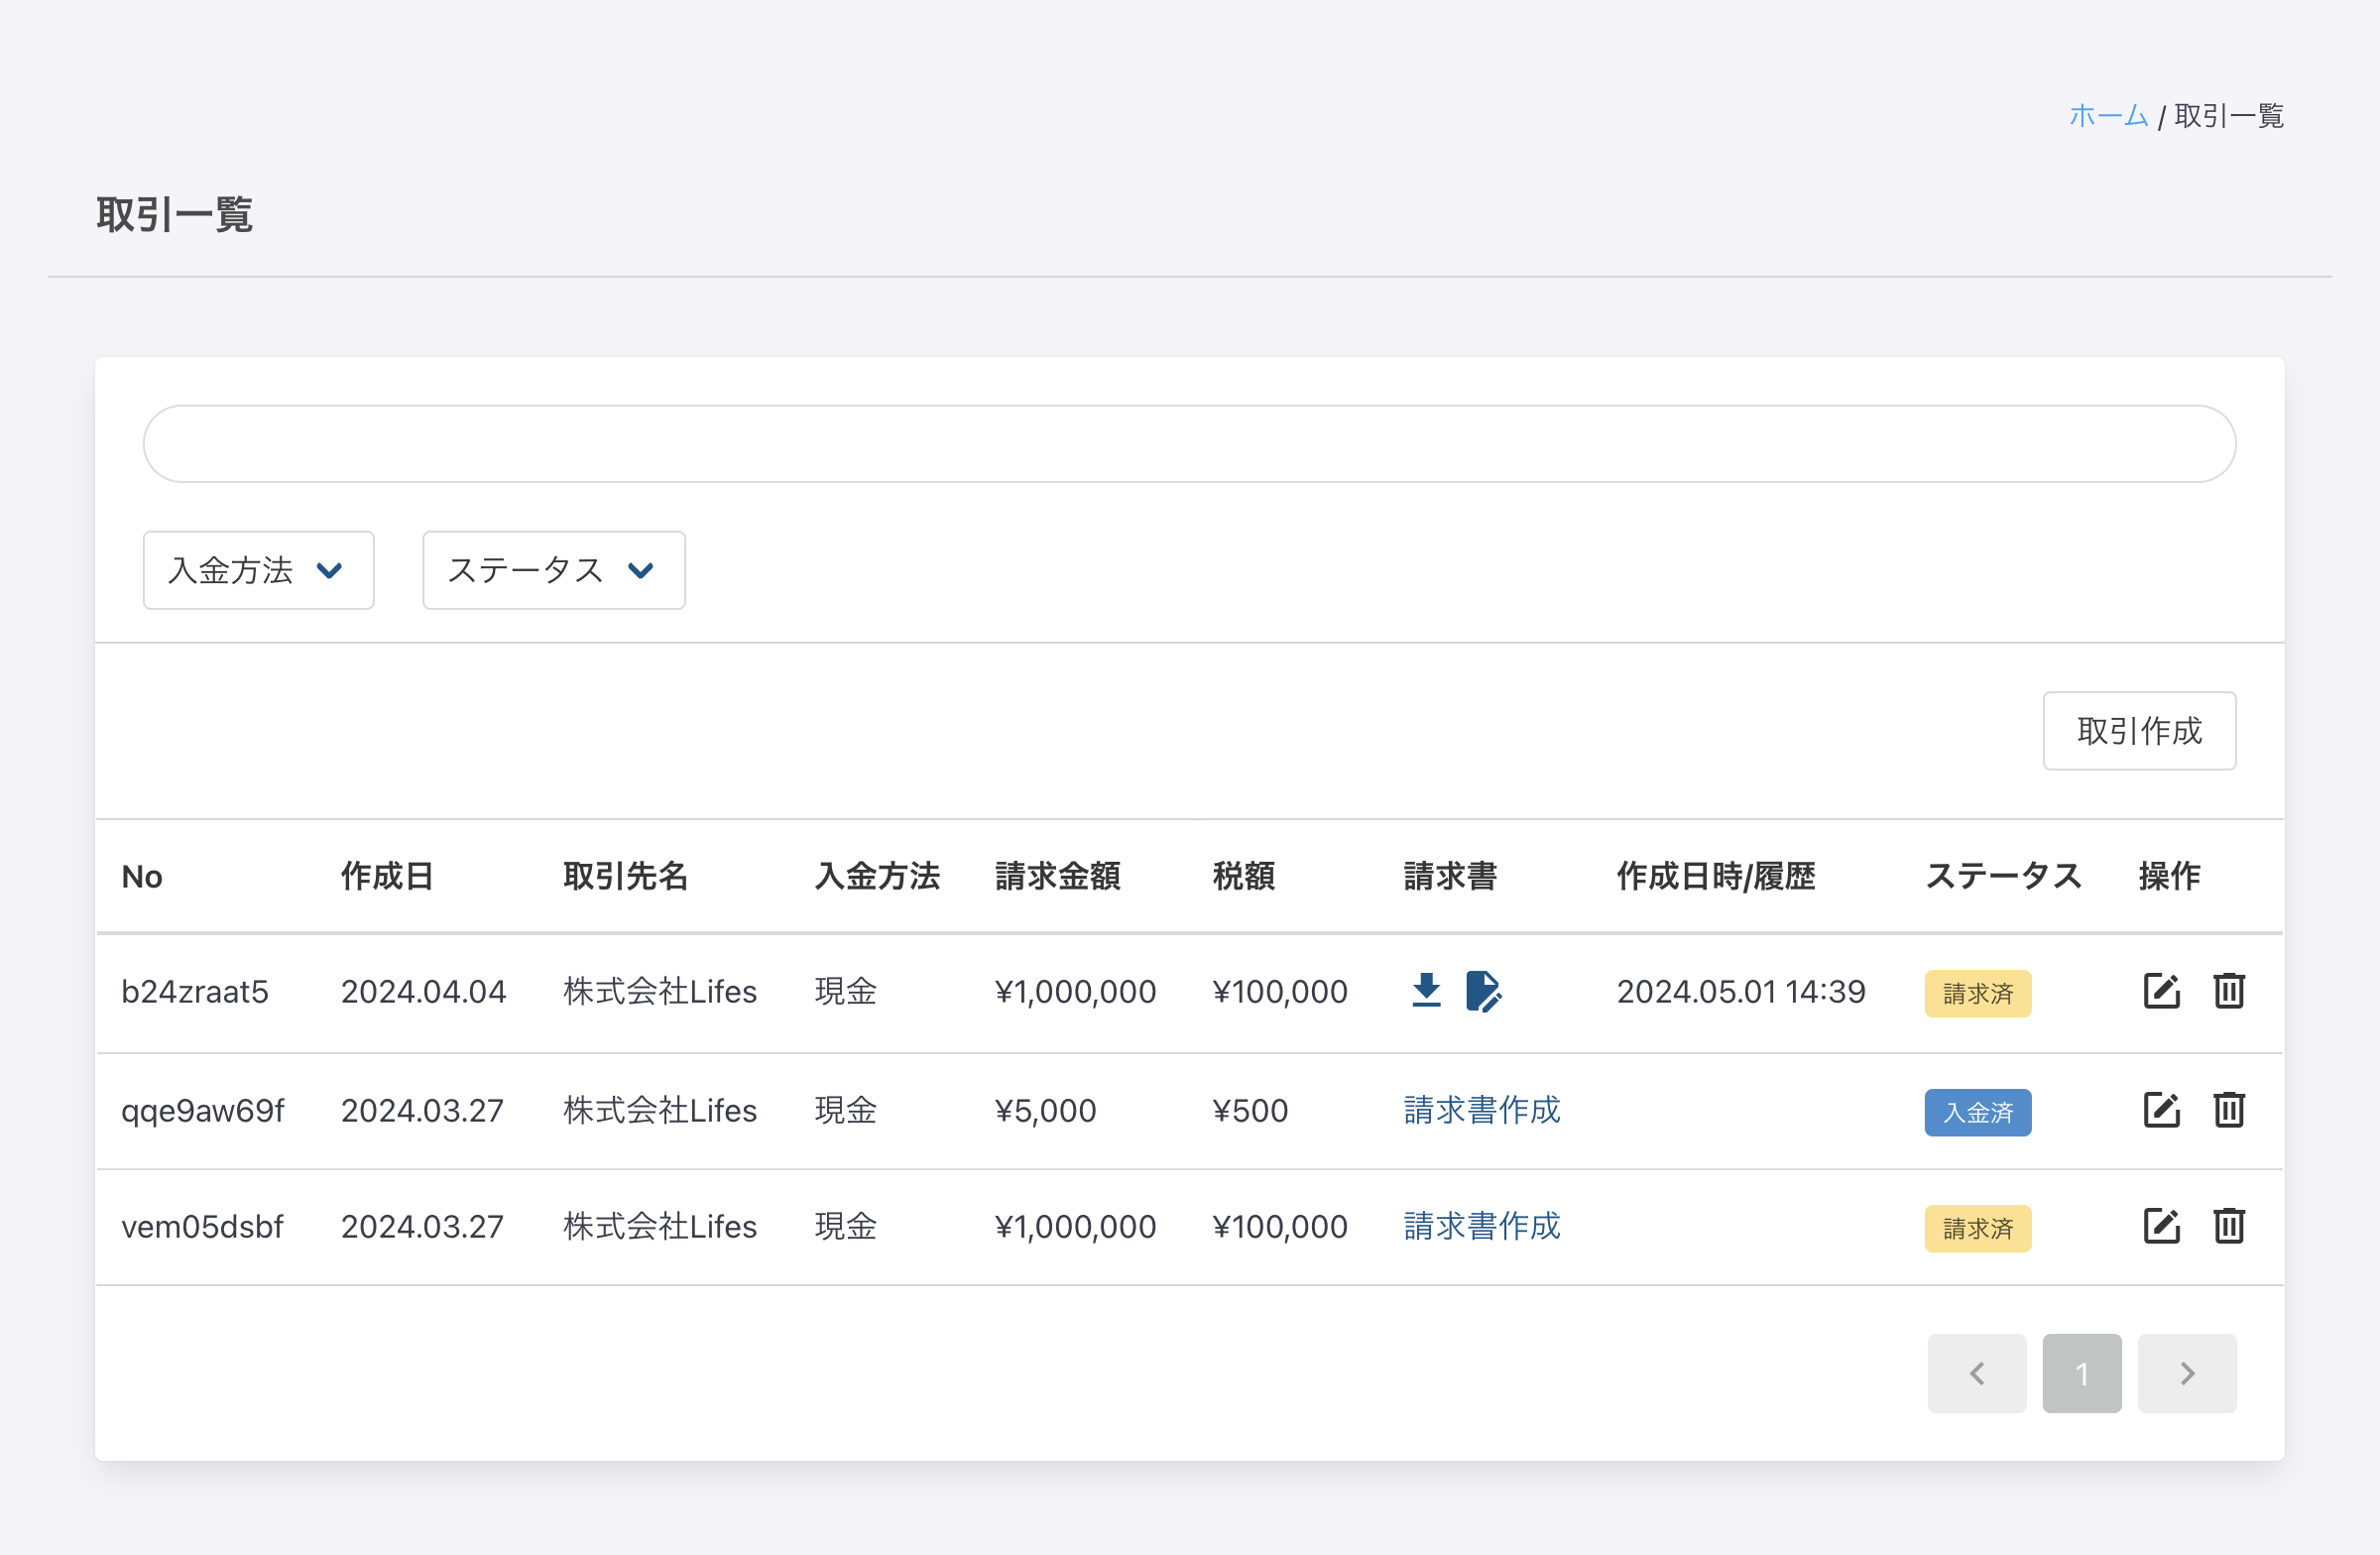 ホーム / 取引一覧
取引一覧
入金方法 ステータス
取引作成
No 作成日 取引先名 入金方法 請求金額 税額 請求書 作成日時/履歴 ステータス 操作
b24zraat5 2024.04.04 株式会社Lifes 現金 ¥1,000,000 ¥100,000 2024.05.01 14:39 請求済
qqe9aw69f 2024.03.27 株式会社Lifes 現金 ¥5,000 ¥500 請求書作成 入金済
vem05dsbf 2024.03.27 株式会社Lifes 現金 ¥1,000,000 ¥100,000 請求書作成 請求済
1